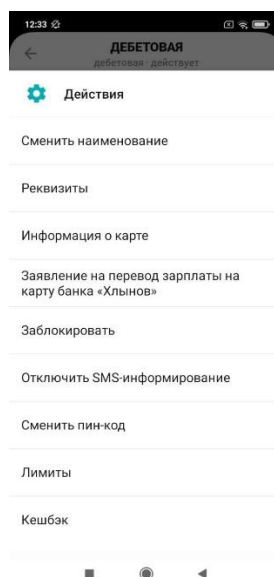 12:33
ДЕБЕТОВАЯ
дебетовая · действует
Действия
Сменить наименование
Реквизиты
Информация о карте
Заявление на перевод зарплаты на
карту банка «Хлынов»
Заблокировать
Отключить SMS-информирование
Сменить пин-код
Лимиты
Кешбэк